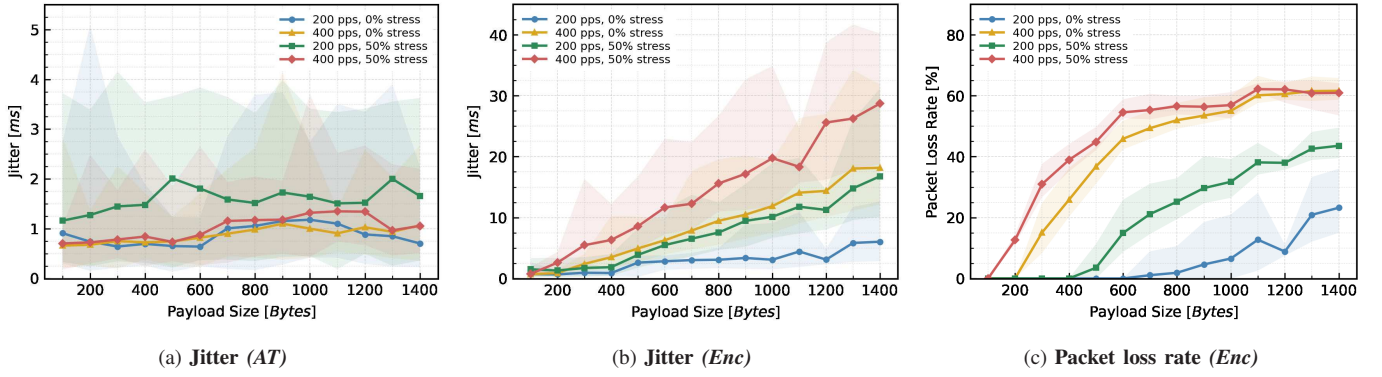 200 pps, 0% stress
400 pps, 0% stress
200 pps, 50% stress
400 pps, 50% stress
Jitter [ms]
5
4
3
2
1
0
200 400 600 800 1000 1200 1400
Payload Size [Bytes]
(a) Jitter (AT)
200 pps, 0% stress
400 pps, 0% stress
200 pps, 50% stress
400 pps, 50% stress
Jitter [ms]
40
30
20
10
0
200 400 600 800 1000 1200 1400
Payload Size [Bytes]
(b) Jitter (Enc)
200 pps, 0% stress
400 pps, 0% stress
200 pps, 50% stress
400 pps, 50% stress
Packet Loss Rate [%]
80
60
40
20
0
200 400 600 800 1000 1200 1400
Payload Size [Bytes]
(c) Packet loss rate (Enc)